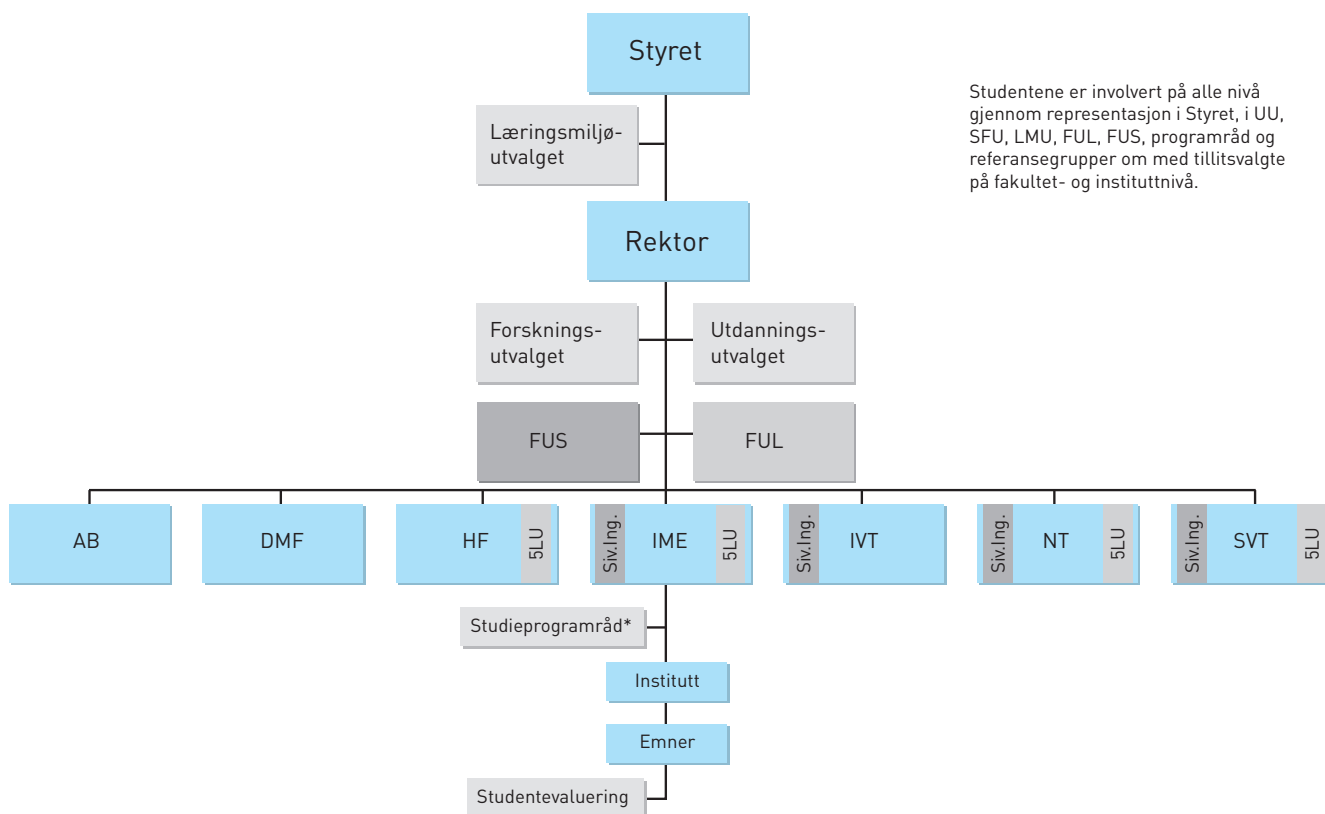 Styret
Studentene er involvert på alle nivå
gjennom representasjon i Styret, i UU,
SFU, LMU, FUL, FUS, programråd og
referansegrupper om med tillitsvalgte
på fakultet- og instituttnivå.
Læringsmiljø-
utvalget
Rektor
Forsknings-
utvalget
Utdannings-
utvalget
FUS
FUL
AB
DMF
HF
5LU
Siv.Ing.
IME
5LU
Siv.Ing.
IVT
Siv.Ing.
NT
5LU
Siv.Ing.
SVT
5LU
Studieprogramråd*
Institutt
Emner
Studentevaluering